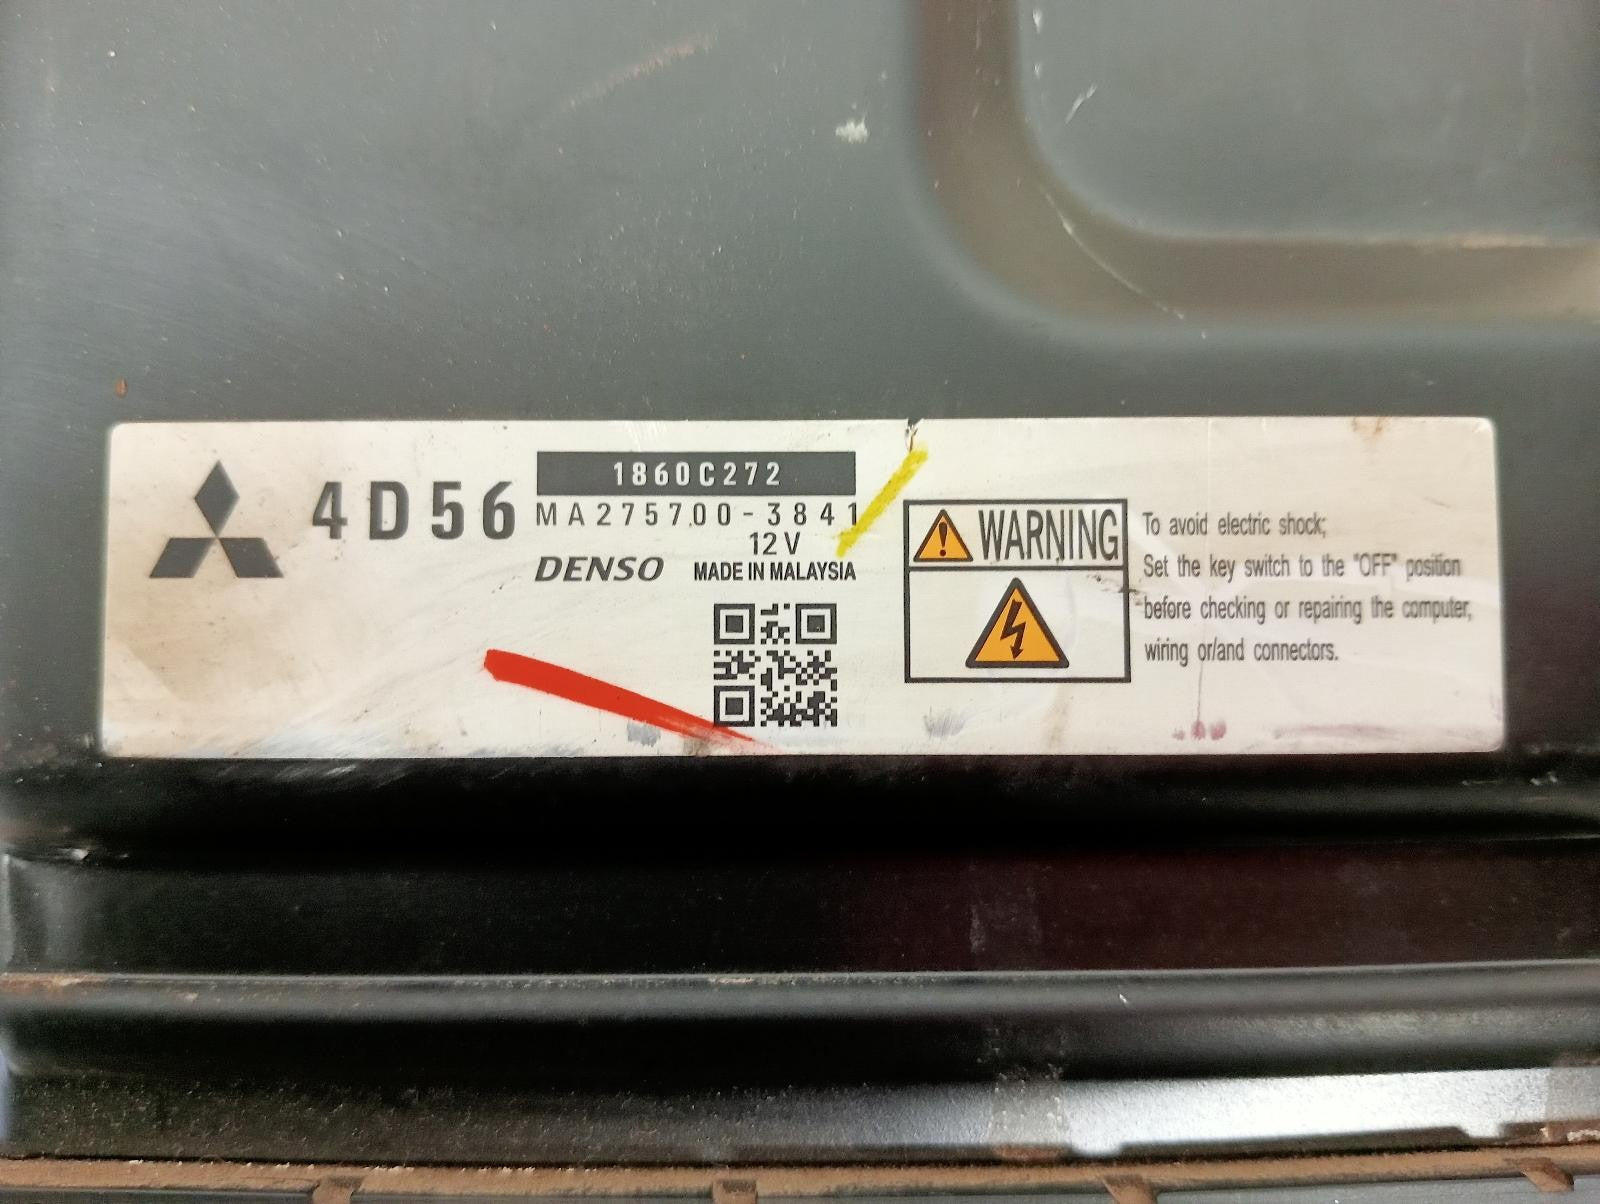 4D56
1860C272
MA275700-3841
12V
DENSO MADE IN MALAYSIA
WARNING
To avoid electric shock;
Set the key switch to the "OFF" position
before checking or repairing the computer,
wiring or/and connectors.